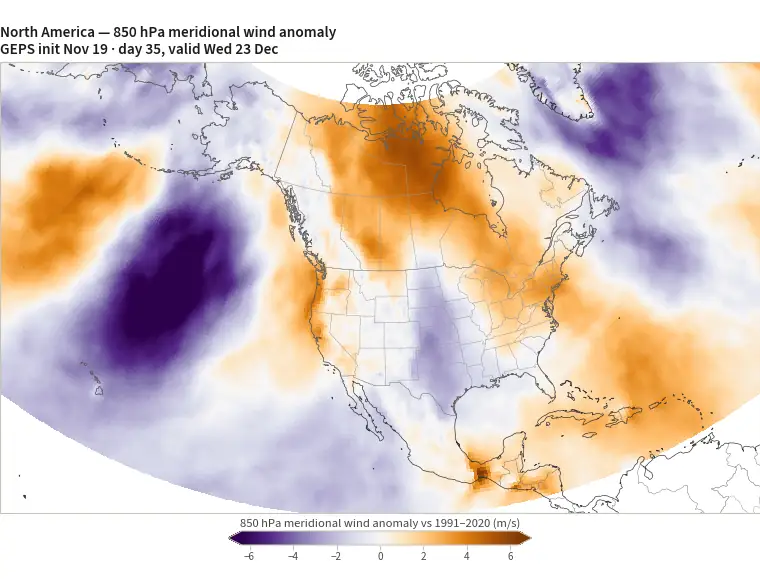 North America — 850 hPa meridional wind anomaly
GEPS init Nov 19 · day 35, valid Wed 23 Dec
850 hPa meridional wind anomaly vs 1991–2020 (m/s)
−6 −4 −2 0 2 4 6